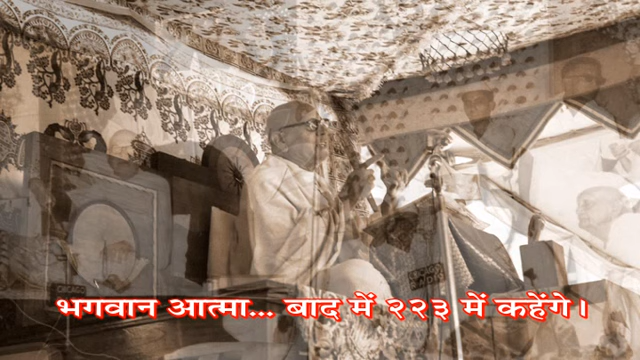 भगवान आत्मा... बाद में २२३ में कहेंगे।